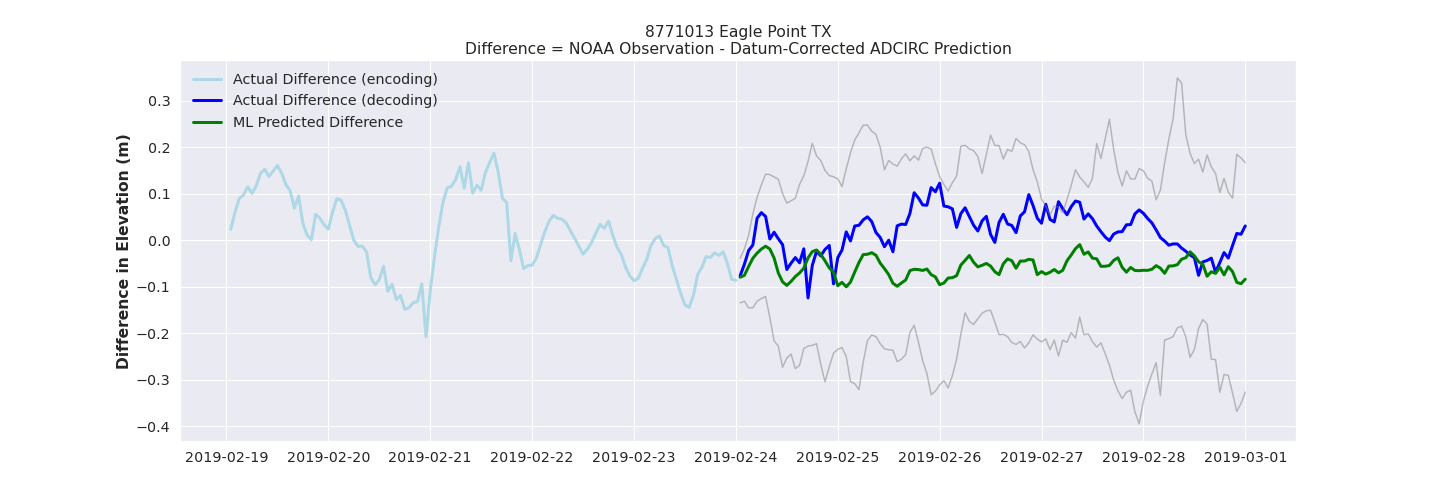 8771013 Eagle Point TX
Difference = NOAA Observation - Datum-Corrected ADCIRC Prediction
Actual Difference (encoding)
Actual Difference (decoding)
ML Predicted Difference
Difference in Elevation (m)
0.3
0.2
0.1
0.0
−0.1
−0.2
−0.3
−0.4
2019-02-19 2019-02-20 2019-02-21 2019-02-22 2019-02-23 2019-02-24 2019-02-25 2019-02-26 2019-02-27 2019-02-28 2019-03-01